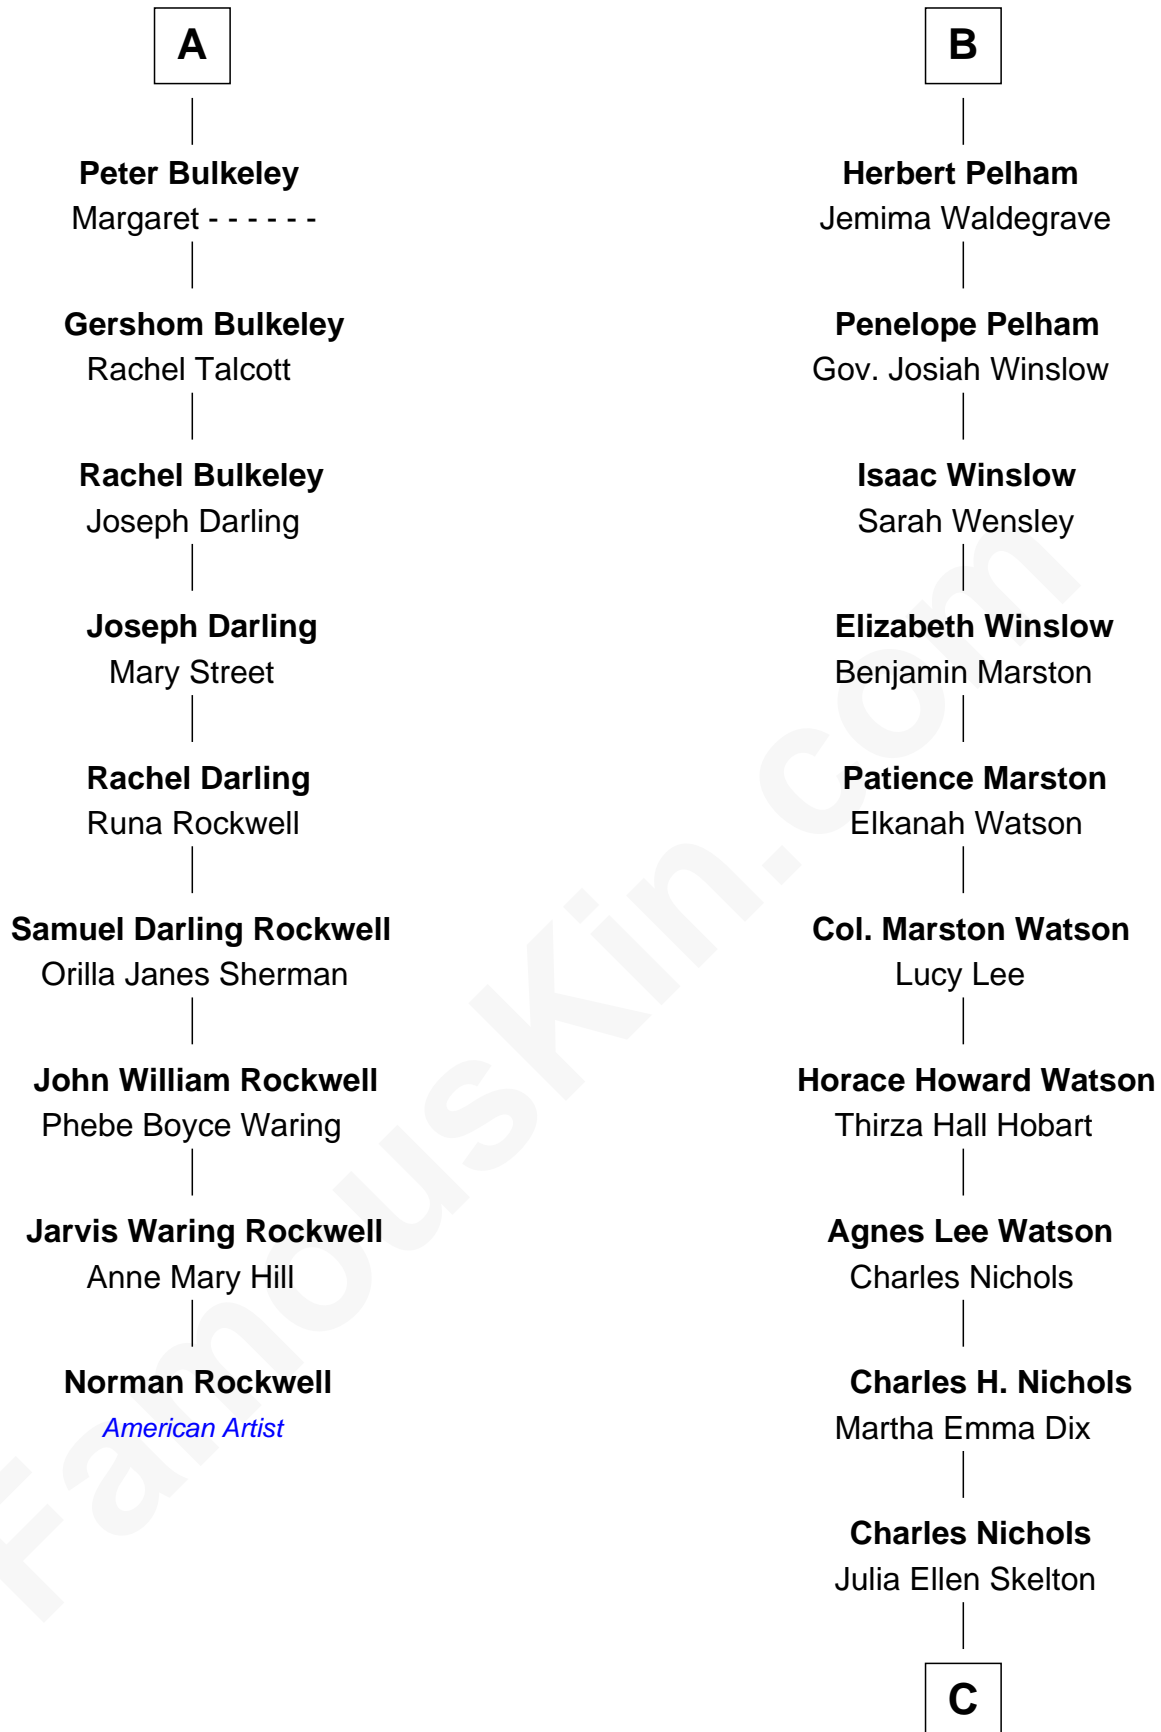 A
Peter Bulkeley
Margaret - - - - - -
Gershom Bulkeley
Rachel Talcott
Rachel Bulkeley
Joseph Darling
Joseph Darling
Mary Street
Rachel Darling
Runa Rockwell
Samuel Darling Rockwell
Orilla Janes Sherman
John William Rockwell
Phebe Boyce Waring
Jarvis Waring Rockwell
Anne Mary Hill
Norman Rockwell
American Artist
B
Herbert Pelham
Jemima Waldegrave
Penelope Pelham
Gov. Josiah Winslow
Isaac Winslow
Sarah Wensley
Elizabeth Winslow
Benjamin Marston
Patience Marston
Elkanah Watson
Col. Marston Watson
Lucy Lee
Horace Howard Watson
Thirza Hall Hobart
Agnes Lee Watson
Charles Nichols
Charles H. Nichols
Martha Emma Dix
Charles Nichols
Julia Ellen Skelton
C
FamousKin.com